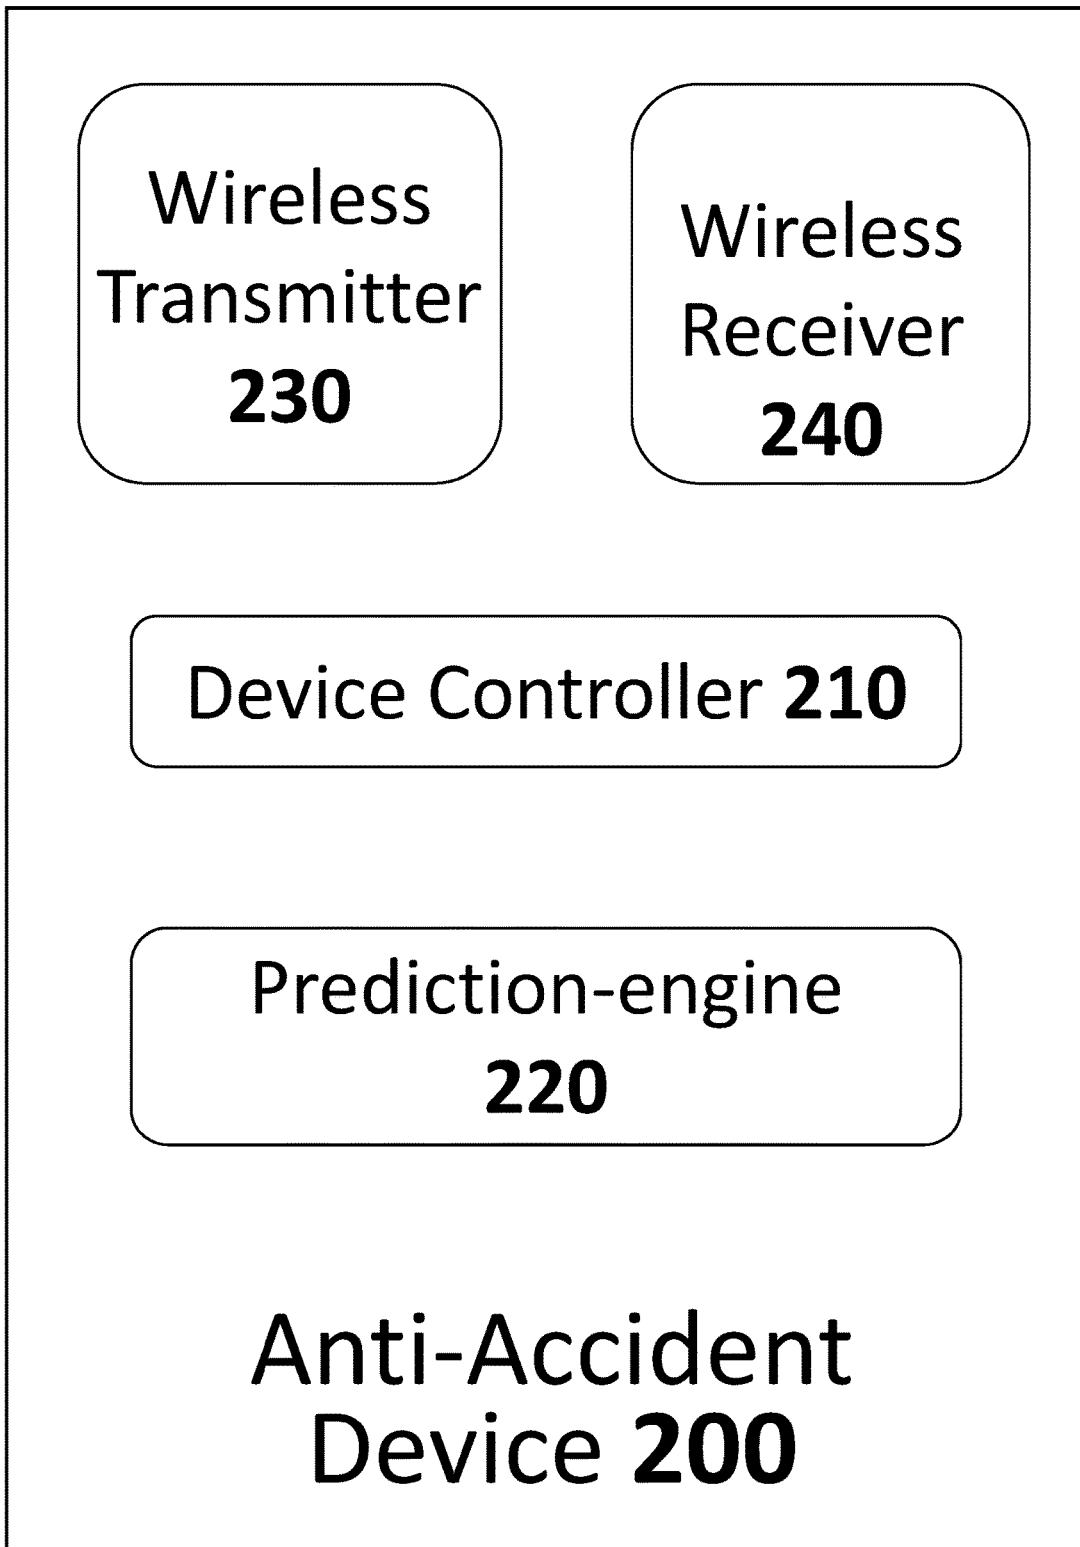 Wireless
Transmitter
230
Wireless
Receiver
240
Device Controller 210
Prediction-engine
220
Anti-Accident
Device 200